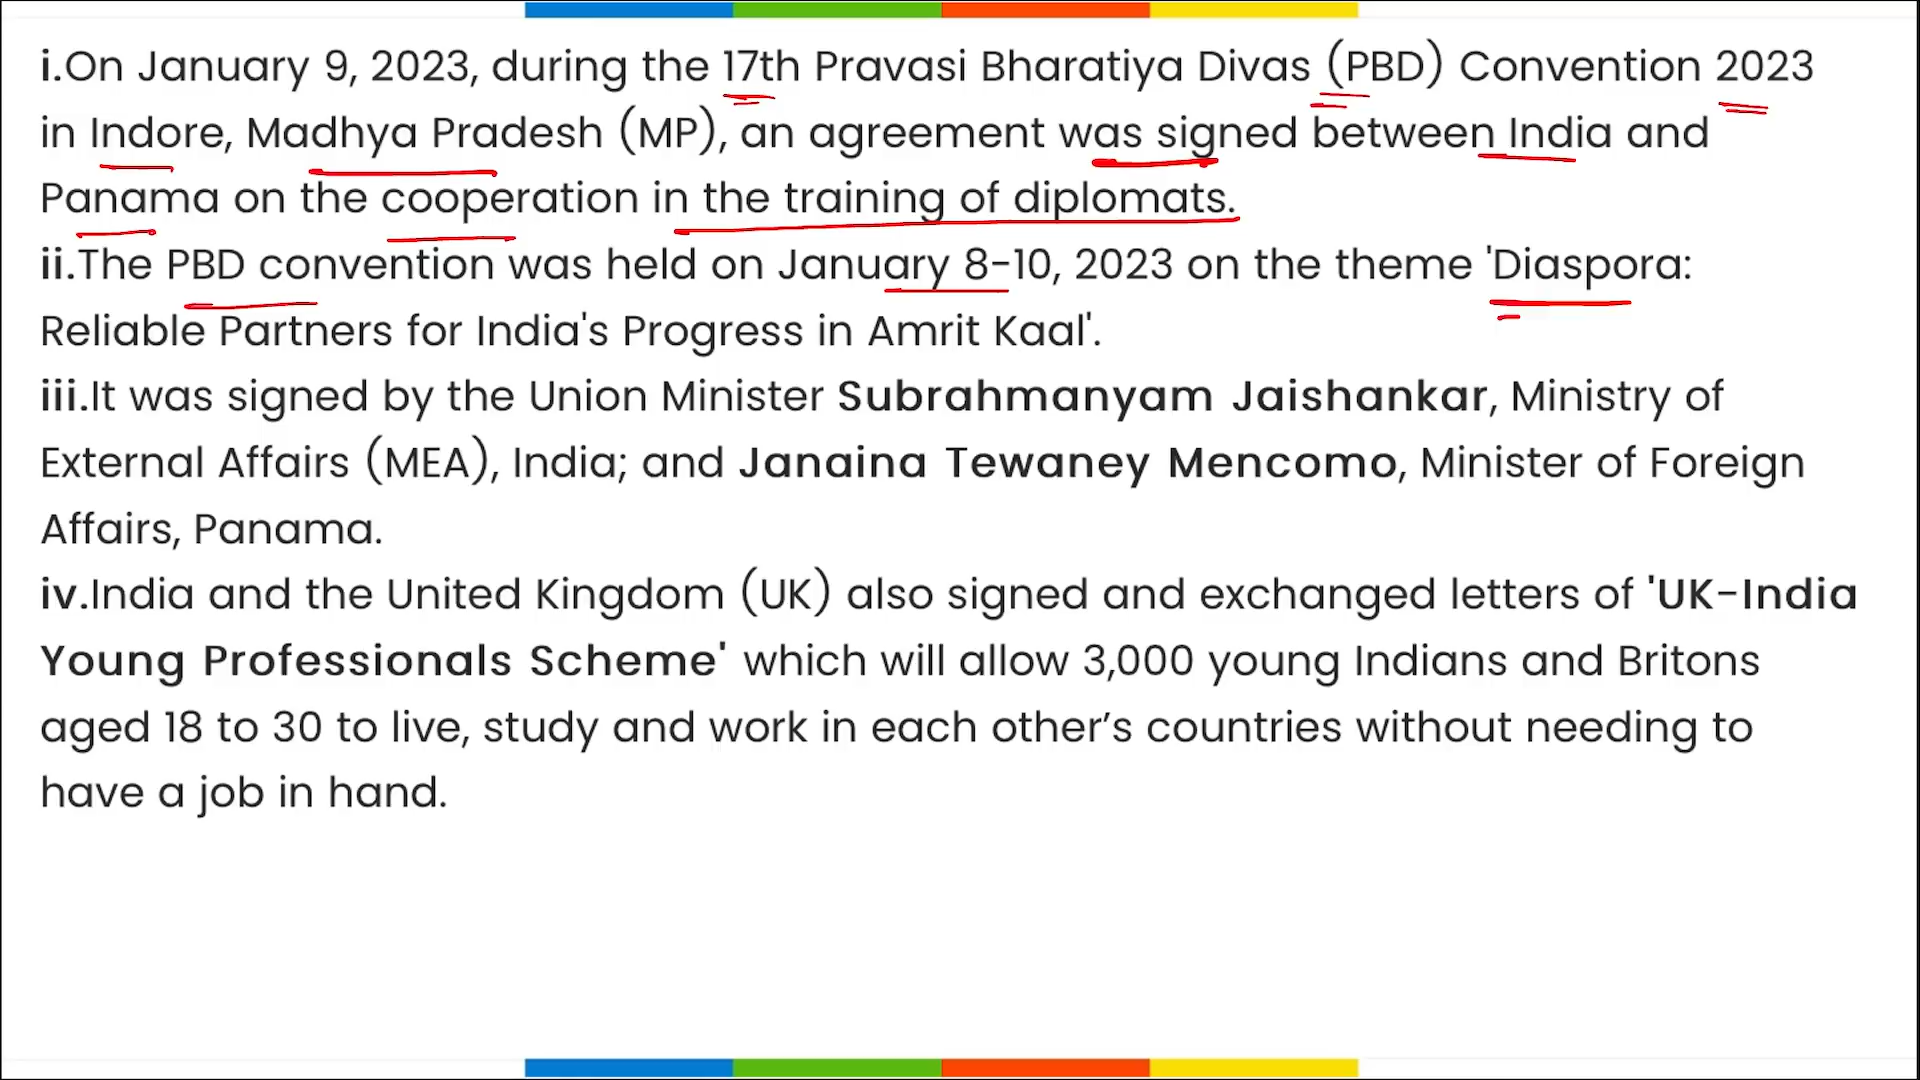 i.On January 9, 2023, during the 17th Pravasi Bharatiya Divas (PBD) Convention 2023
in Indore, Madhya Pradesh (MP), an agreement was signed between India and
Panama on the cooperation in the training of diplomats.
ii.The PBD convention was held on January 8-10, 2023 on the theme 'Diaspora:
Reliable Partners for India's Progress in Amrit Kaal'.
iii.It was signed by the Union Minister Subrahmanyam Jaishankar, Ministry of
External Affairs (MEA), India; and Janaina Tewaney Mencomo, Minister of Foreign
Affairs, Panama.
iv.India and the United Kingdom (UK) also signed and exchanged letters of 'UK-India
Young Professionals Scheme' which will allow 3,000 young Indians and Britons
aged 18 to 30 to live, study and work in each other’s countries without needing to
have a job in hand.